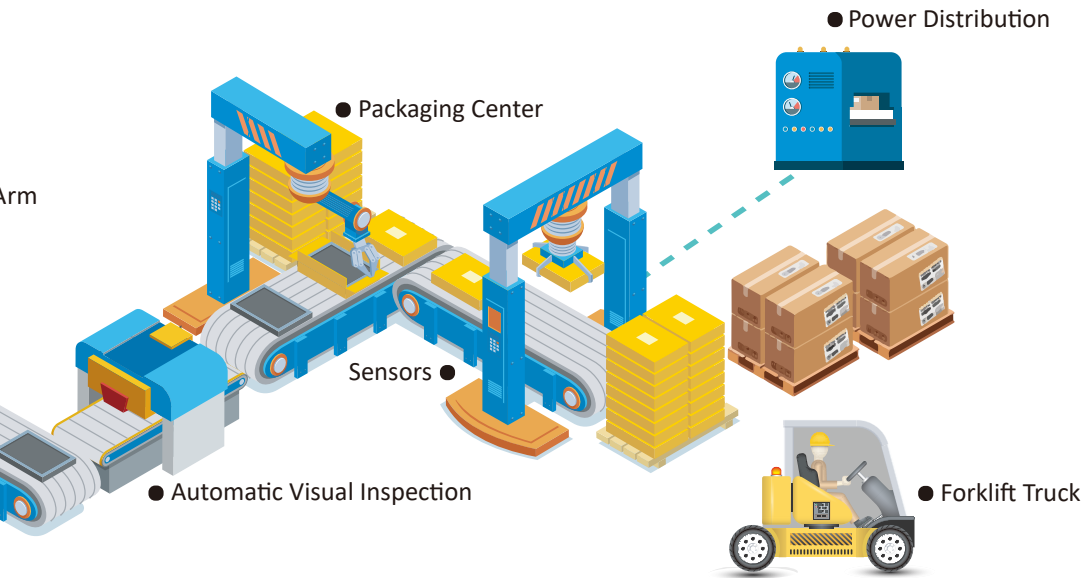 Power Distribution
Packaging Center
Arm
Sensors
Automatic Visual Inspection
Forklift Truck